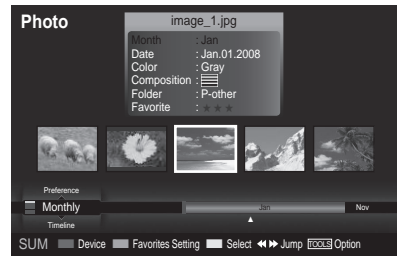 Photo
image_1.jpg
Month : Jan
Date : Jan.01.2008
Color : Gray
Composition :
Folder : P-other
Favorite : ★★★
Preference
Monthly
Timeline
Jan
Nov
SUM Device Favorites Setting Select ◄◄ ►► Jump TOOLS Option